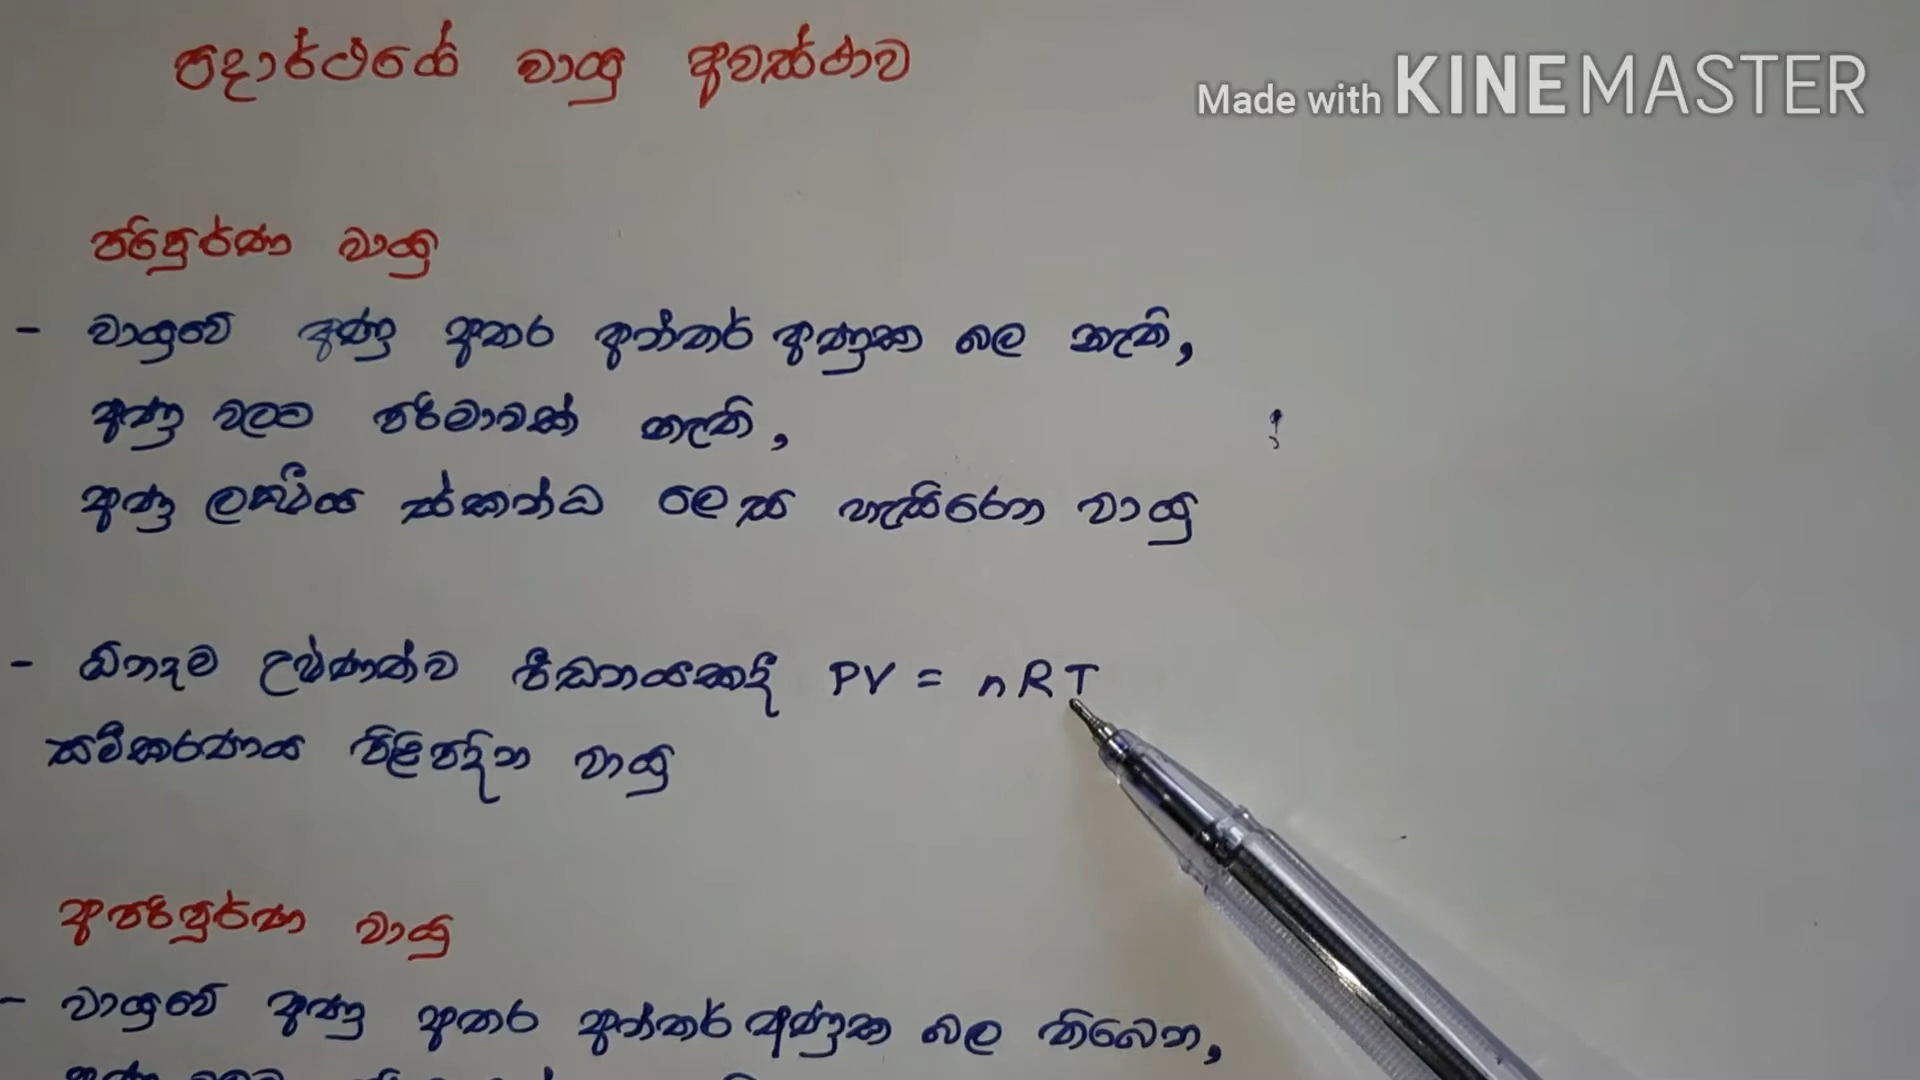 පදාර්ථයේ වායු අවස්ථාව
Made with KINEMASTER
පරිපූර්ණ වායු
- වායුවේ අණු අතර අන්තර් අණුක බල නැති,
අණු වලට පරිමාවක් නැති,
අණු ලක්ෂීය ස්කන්ධ ලෙස හැසිරෙන වායු
- ඕනෑම උෂ්ණත්ව පීඩනයකදී PV = nRT
සමීකරණය පිළිපදින වායු
අපරිපූර්ණ වායු
- වායුවේ අණු අතර අන්තර් අණුක බල තිබෙන,